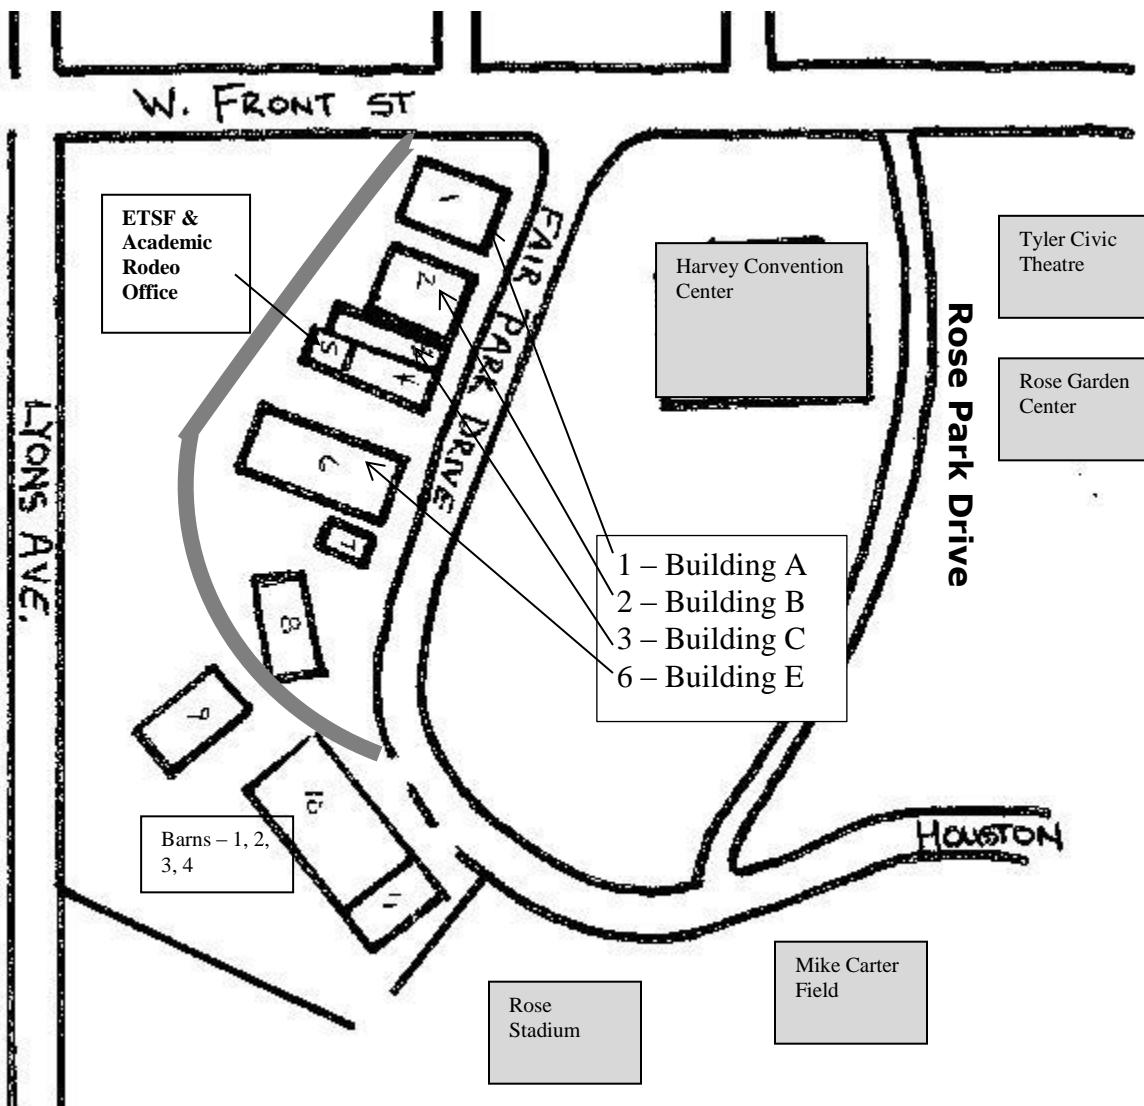 W. FRONT ST
ETSF &
Academic
Rodeo
Office
1
2
3
4
5
6
7
8
9
10
11
FAIR PARK DRIVE
Harvey Convention
Center
Tyler Civic
Theatre
Rose Garden
Center
Rose Park Drive
LYONS AVE.
1 – Building A
2 – Building B
3 – Building C
6 – Building E
Barns – 1, 2,
3, 4
HOUSTON
Mike Carter
Field
Rose
Stadium